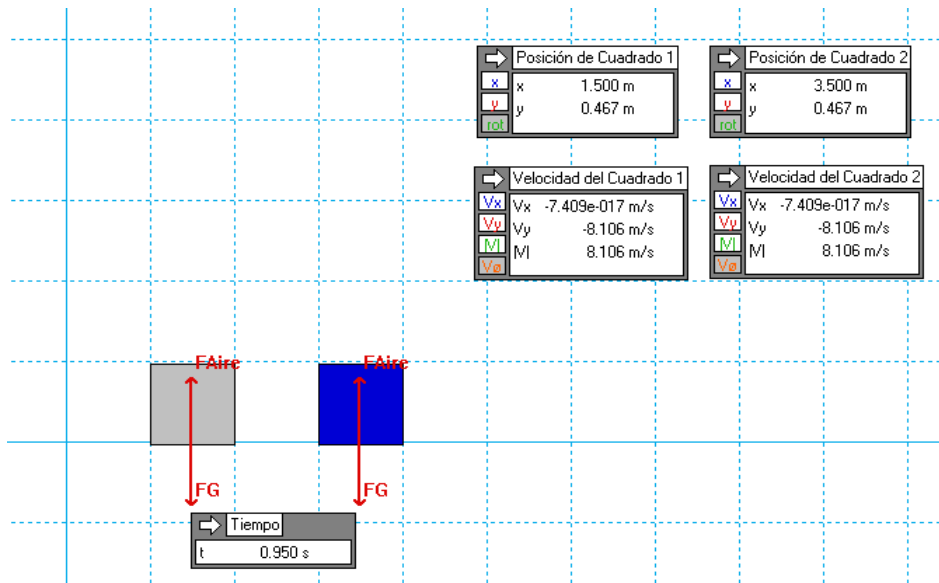 Posición de Cuadrado 1
x
y
rot
x 1.500 m
y 0.467 m
Posición de Cuadrado 2
x
y
rot
x 3.500 m
y 0.467 m
Velocidad del Cuadrado 1
Vx
Vy
|V|
Vø
Vx -7.409e-017 m/s
Vy -8.106 m/s
|V| 8.106 m/s
Velocidad del Cuadrado 2
Vx
Vy
|V|
Vø
Vx -7.409e-017 m/s
Vy -8.106 m/s
|V| 8.106 m/s
FAire
FAire
FG
FG
Tiempo
t 0.950 s